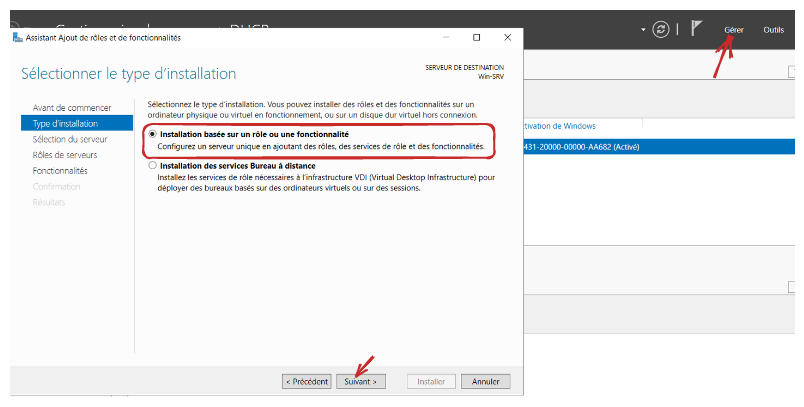 DHCP
Gérer
Outils
Assistant Ajout de rôles et de fonctionnalités
Sélectionner le type d'installation
SERVEUR DE DESTINATION
Win-SRV
Avant de commencer
Type d'installation
Sélection du serveur
Rôles de serveurs
Fonctionnalités
Confirmation
Résultats
Sélectionnez le type d'installation. Vous pouvez installer des rôles et des fonctionnalités sur un
ordinateur physique ou virtuel en fonctionnement, ou sur un disque dur virtuel hors connexion.
Installation basée sur un rôle ou une fonctionnalité
Configurez un serveur unique en ajoutant des rôles, des services de rôle et des fonctionnalités.
Installation des services Bureau à distance
Installez les services de rôle nécessaires à l'infrastructure VDI (Virtual Desktop Infrastructure) pour
déployer des bureaux basés sur des ordinateurs virtuels ou sur des sessions.
ctivation de Windows
431-20000-00000-AA682 (Activé)
< Précédent
Suivant >
Installer
Annuler